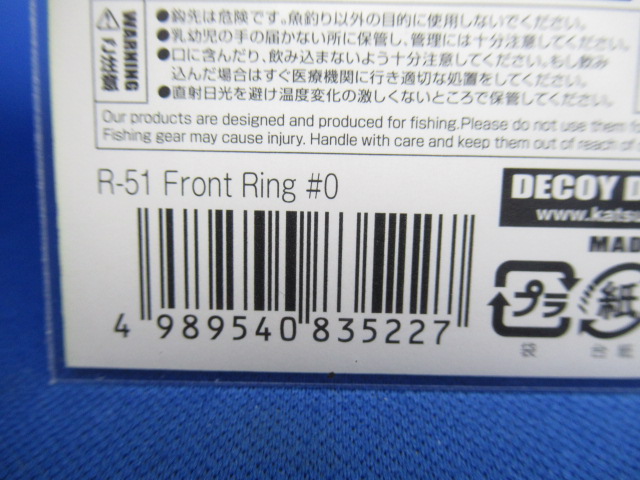 ●鈎先は危険です。魚釣り以外の目的に使用しないでください。
●乳幼児の手の届かない所に保管し、管理には十分注意してください。
●口に含んだり、飲み込まないよう十分注意してください。もし飲み
込んだ場合はすぐ医療機関に行き適切な処置をしてください。
●直射日光を避け温度変化の激しくないところで保管してください。
WARNING
Our products are designed and produced for fishing.Please do not use them
Fishing gear may cause injury. Handle with care and keep them out of reach of
R-51 Front Ring #0
DECOY D
www.kats
MAD
4 989540 835227
プラ
紙
袋
台紙